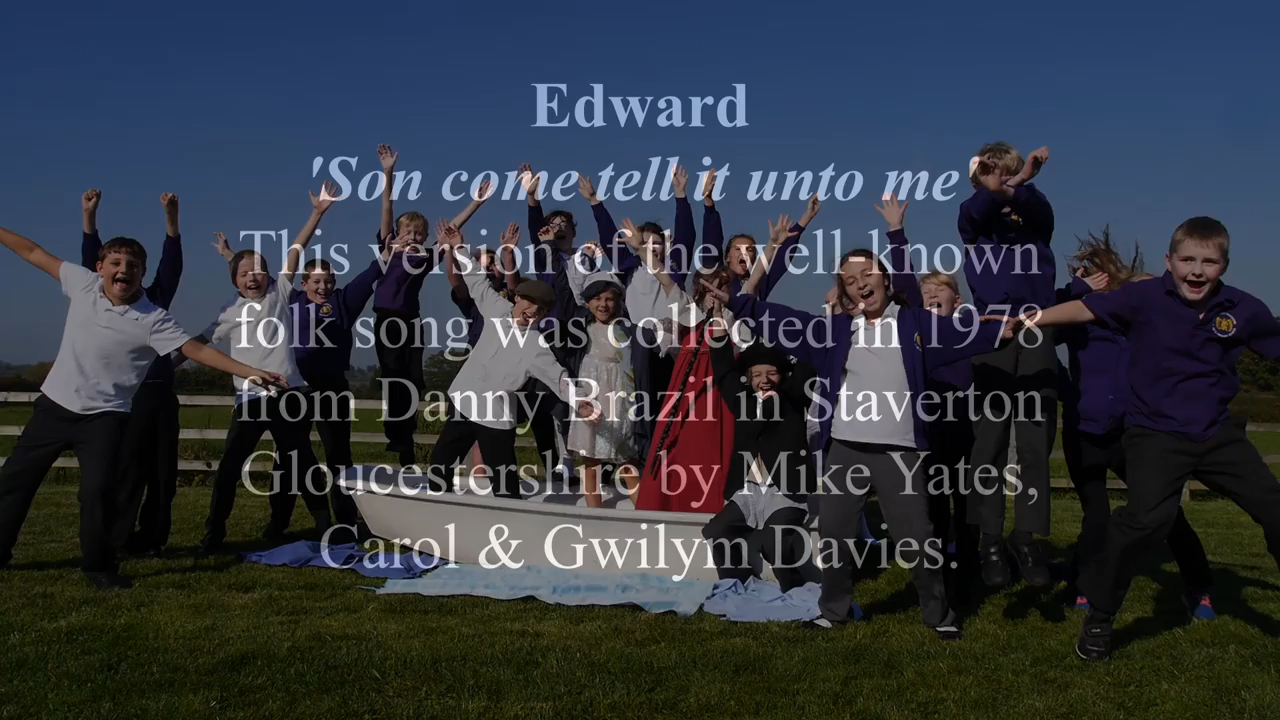 Edward
'Son come tell it unto me'
This version of the well known
folk song was collected in 1978
from Danny Brazil in Staverton
Gloucestershire by Mike Yates,
Carol & Gwilym Davies.